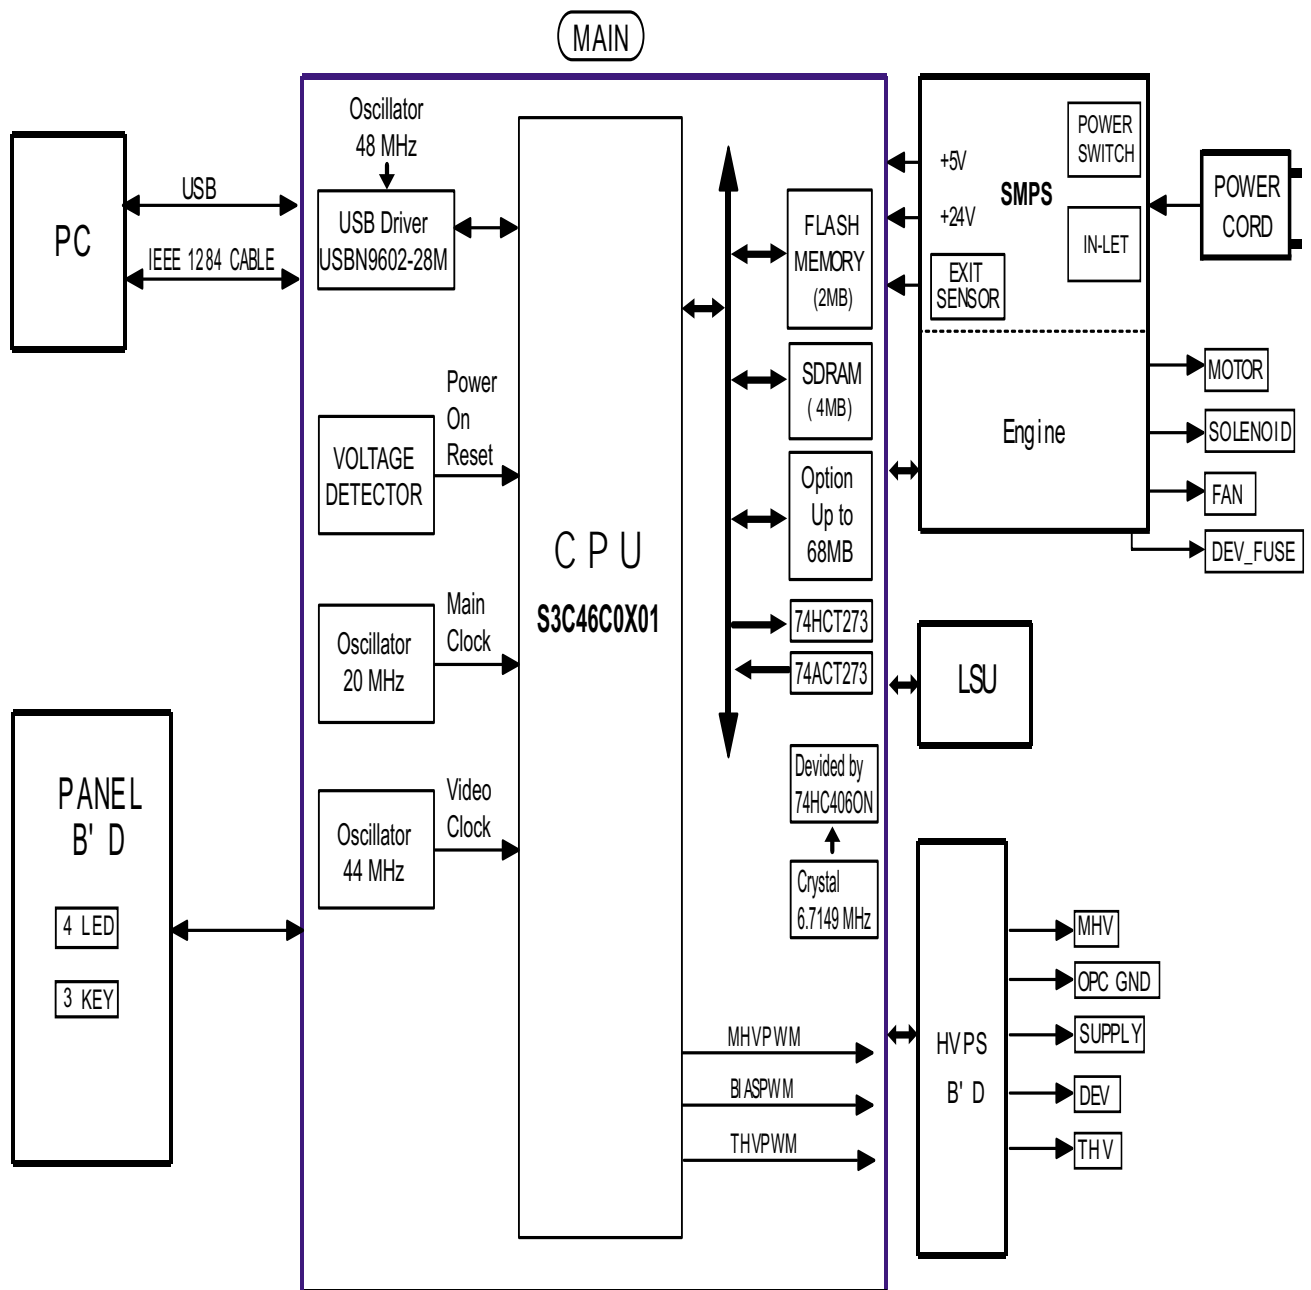 MAIN
Oscillator
48 MHz
USB
PC
IEEE 1284 CABLE
USB Driver
USBN9602-28M
Power
On
Reset
VOLTAGE
DETECTOR
Main
Clock
Oscillator
20 MHz
Video
Clock
Oscillator
44 MHz
PANEL
B' D
4 LED
3 KEY
CPU
S3C46C0X01
FLASH
MEMORY
(2MB)
SDRAM
( 4MB)
Option
Up to
68MB
74HCT273
74ACT273
Devided by
74HC406ON
Crystal
6.7149 MHz
MHVPWM
BIASPWM
THVPWM
+5V
+24V
SMPS
POWER
SWITCH
IN-LET
EXIT
SENSOR
POWER
CORD
Engine
MOTOR
SOLENOID
FAN
DEV_FUSE
LSU
HVPS
B' D
MHV
OPC GND
SUPPLY
DEV
THV